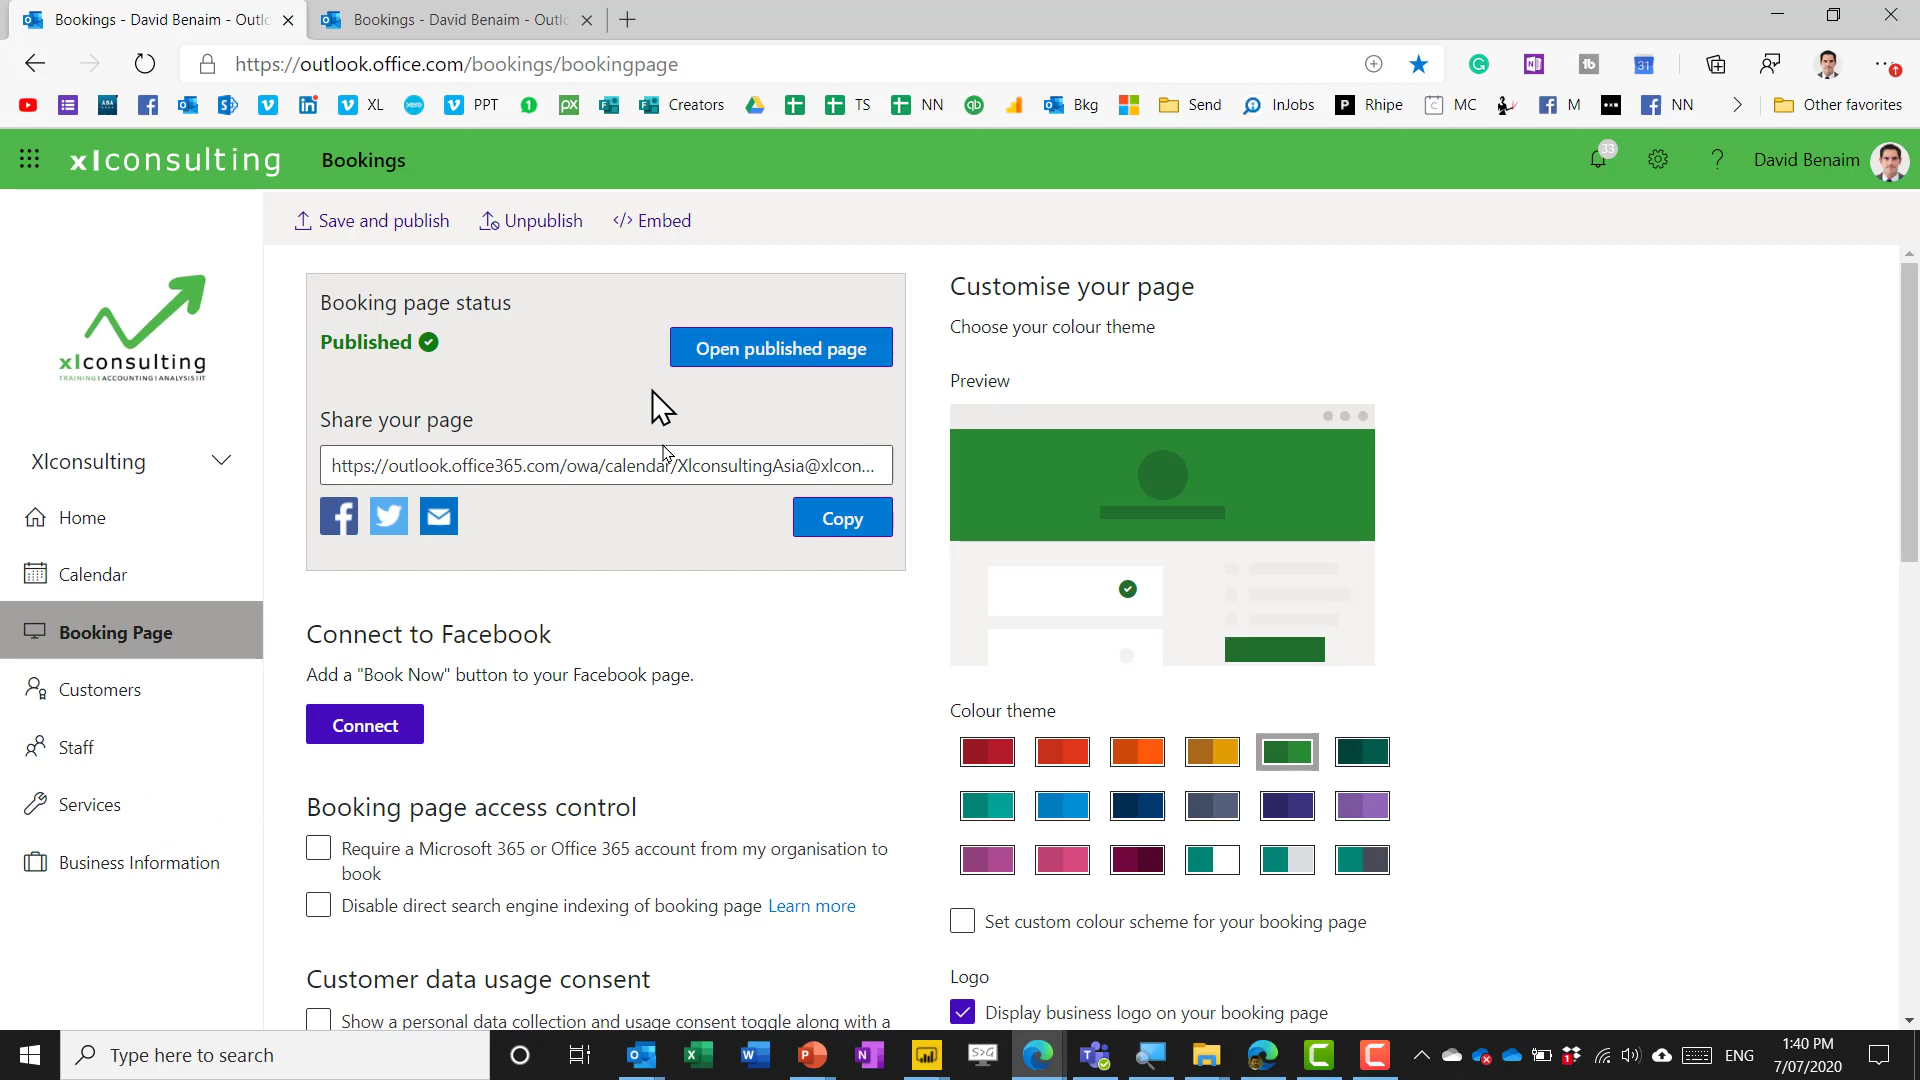 Bookings - David Benaim - Outlo
Bookings - David Benaim - Outl
https://outlook.office.com/bookings/bookingpage
31
XL
PPT
1
Creators
TS
NN
Bkg
Send
InJobs
Rhipe
MC
M
NN
Other favorites
xlconsulting
Bookings
33
David Benaim
Save and publish
Unpublish
Embed
xlconsulting
TRAINING|ACCOUNTING|ANALYSIS|IT
Xlconsulting
Home
Calendar
Booking Page
Customers
Staff
Services
Business Information
Booking page status
Published
Open published page
Share your page
https://outlook.office365.com/owa/calendar/XlconsultingAsia@xlcon...
Copy
Connect to Facebook
Add a "Book Now" button to your Facebook page.
Connect
Booking page access control
Require a Microsoft 365 or Office 365 account from my organisation to
book
Disable direct search engine indexing of booking page Learn more
Customer data usage consent
Show a personal data collection and usage consent toggle along with a
Customise your page
Choose your colour theme
Preview
Colour theme
Set custom colour scheme for your booking page
Logo
Display business logo on your booking page
Type here to search
ENG
1:40 PM
7/07/2020